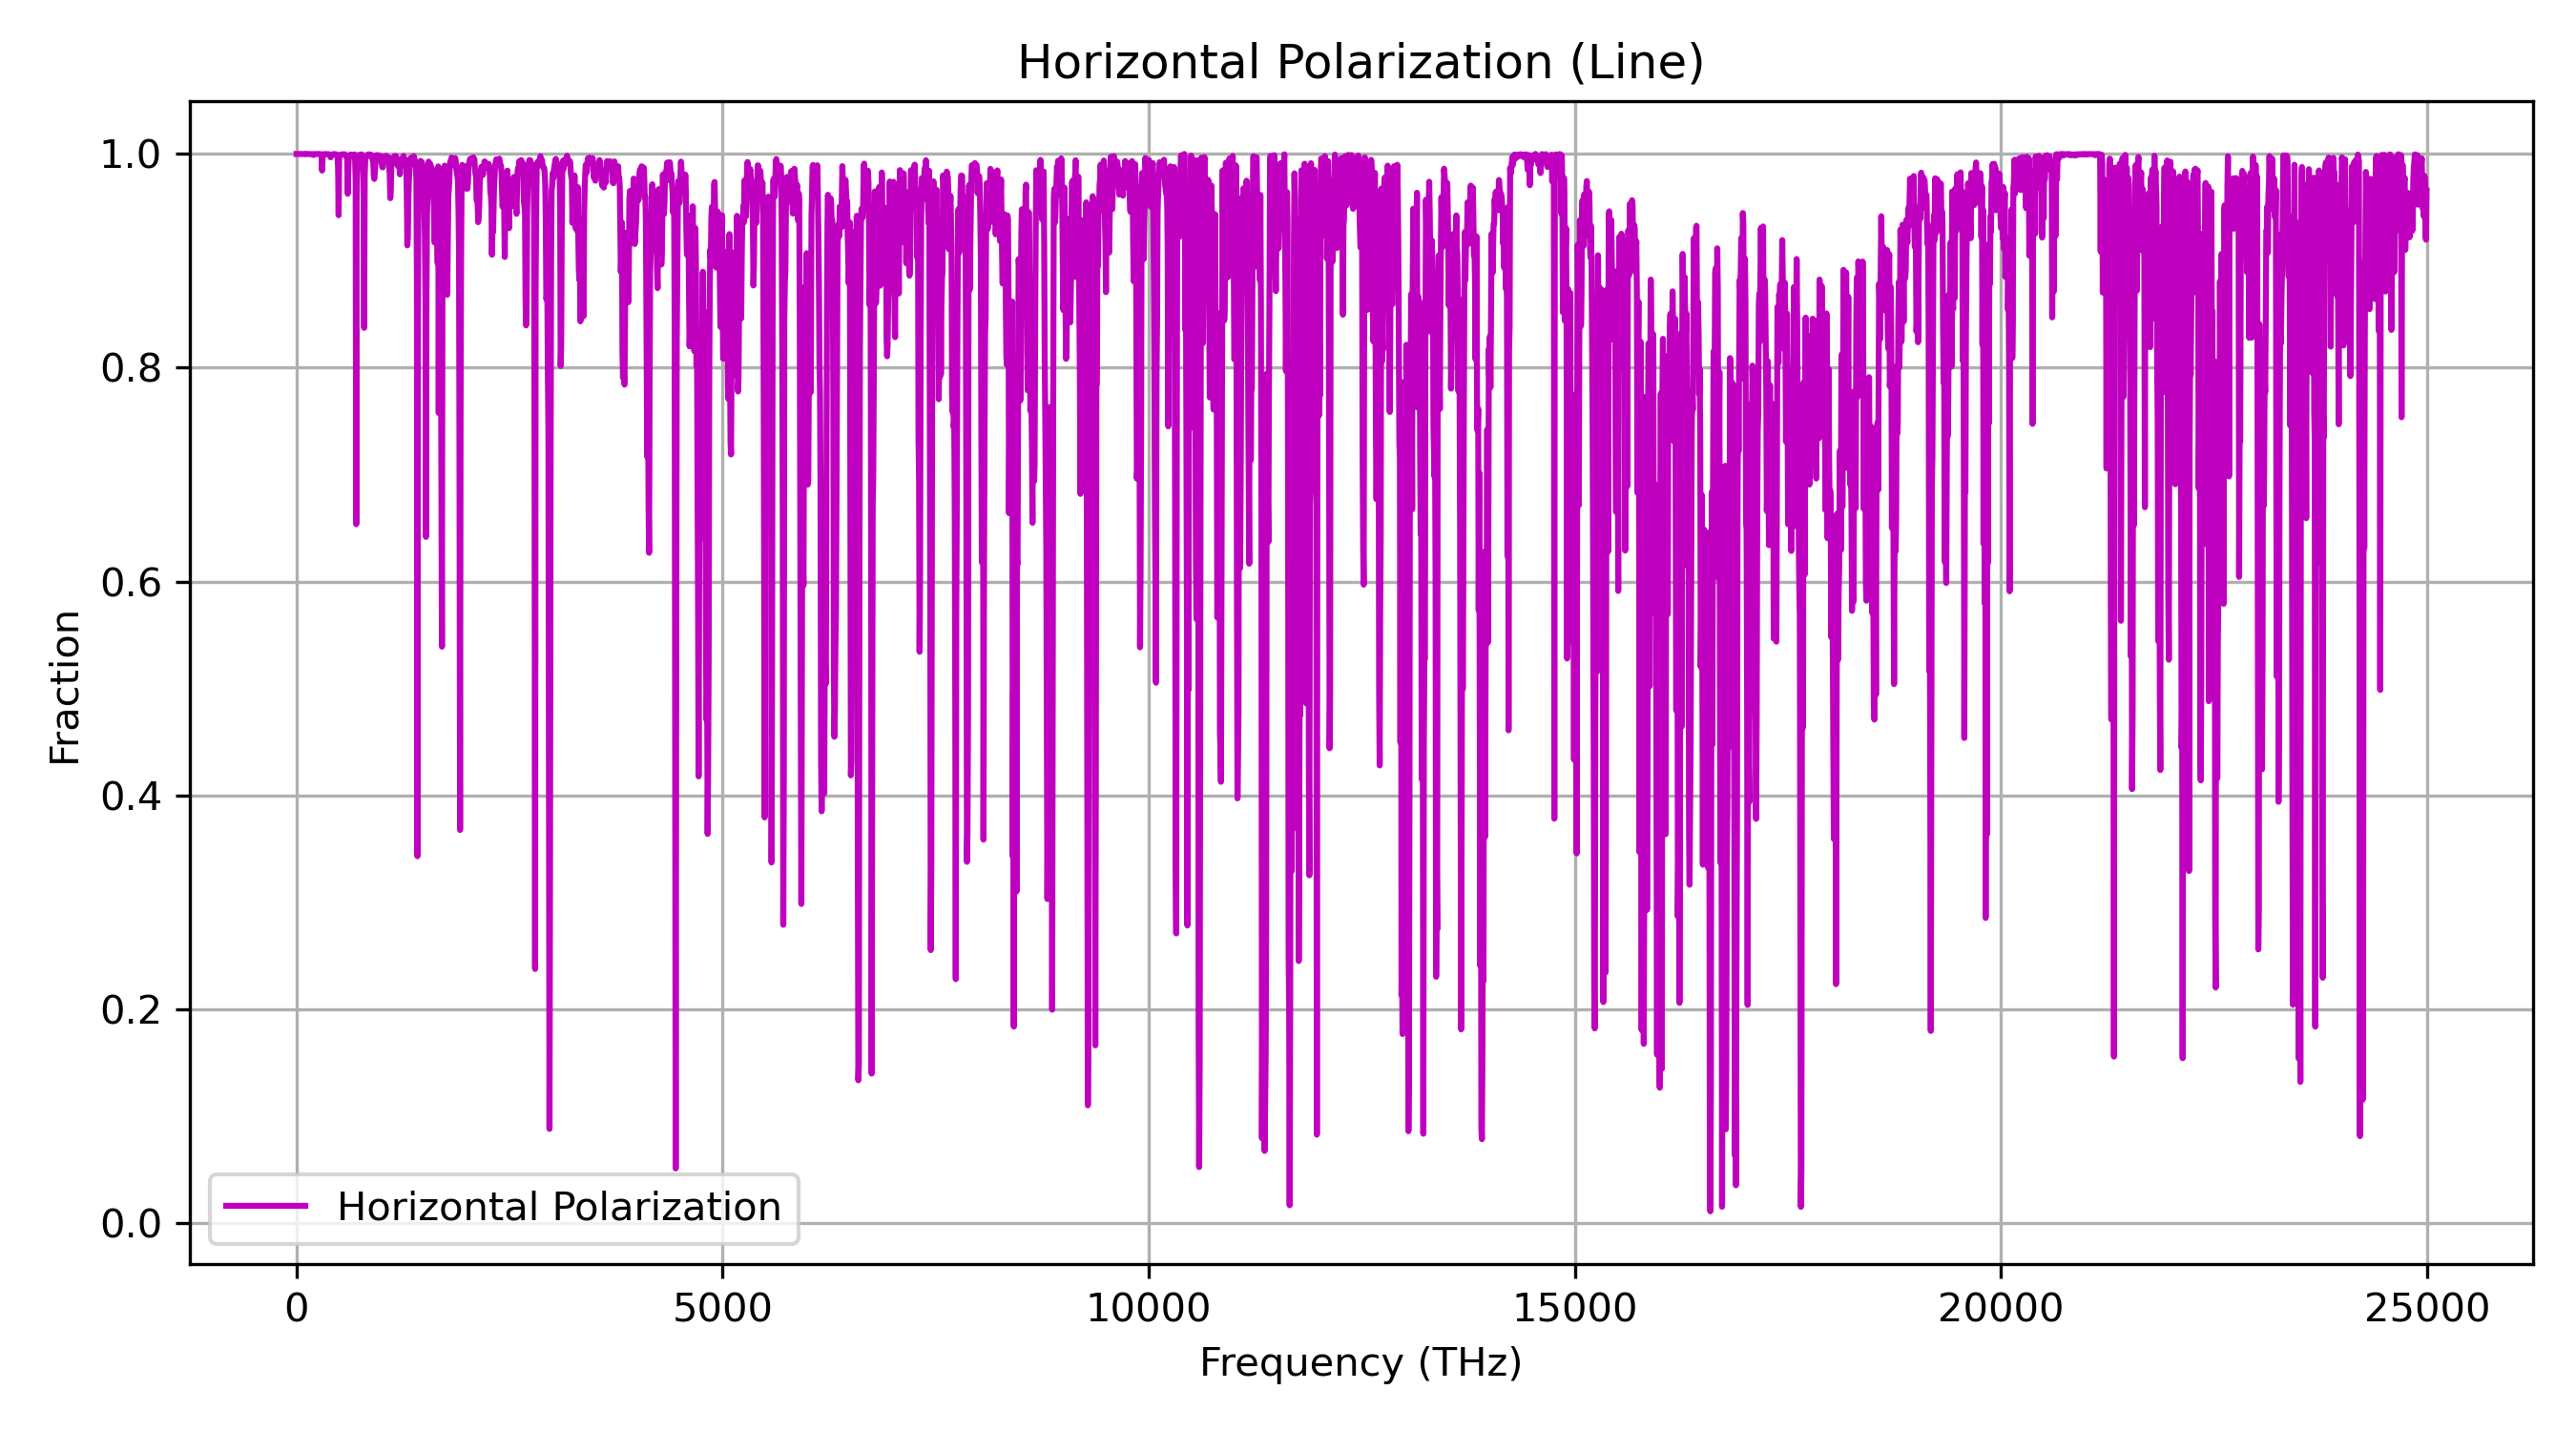 Horizontal Polarization (Line)
1.0
0.8
0.6
0.4
0.2
0.0
Fraction
Horizontal Polarization
0 5000 10000 15000 20000 25000
Frequency (THz)